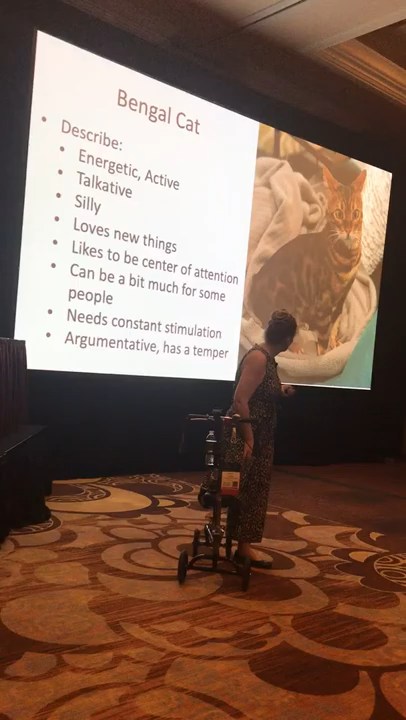 Bengal Cat
• Describe:
• Energetic, Active
• Talkative
• Silly
• Loves new things
• Likes to be center of attention
• Can be a bit much for some
people
• Needs constant stimulation
• Argumentative, has a temper